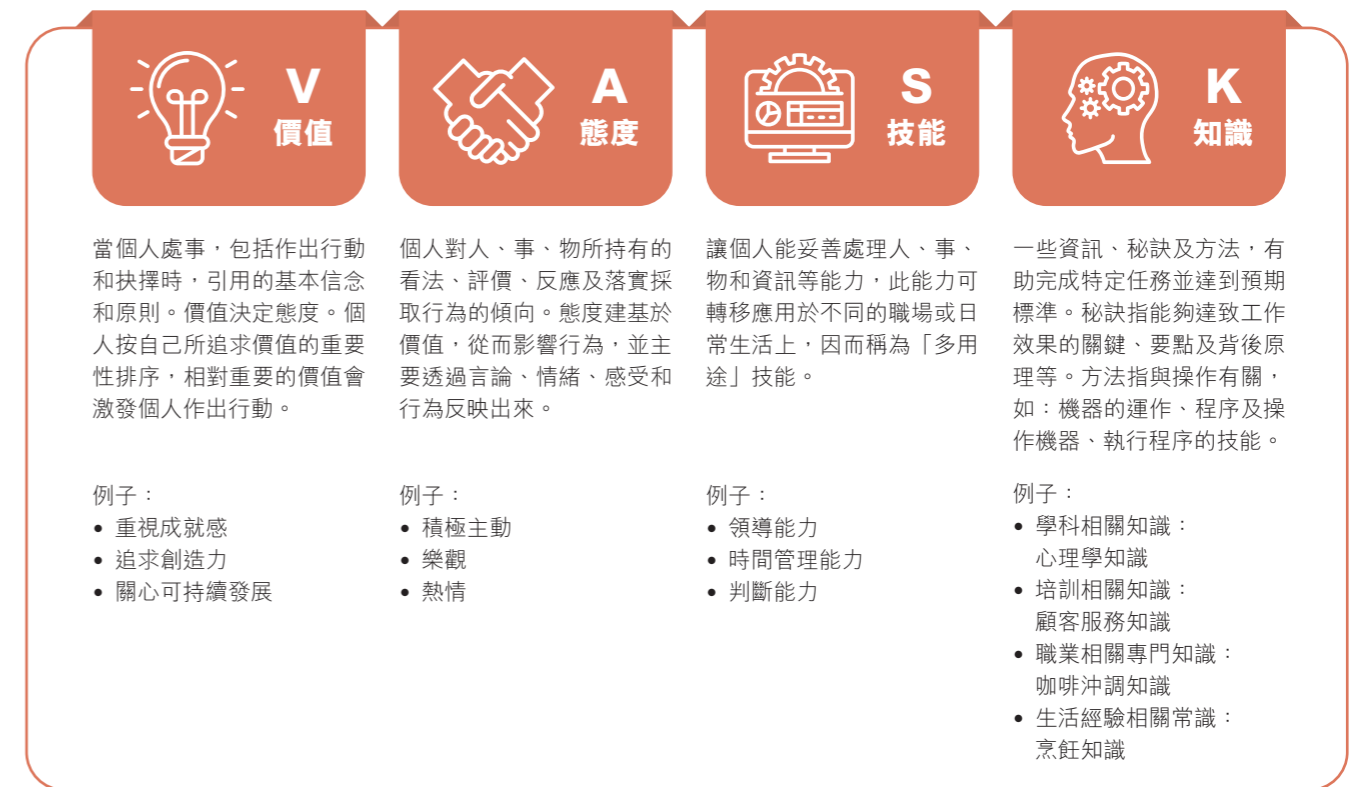 V
價值
當個人處事，包括作出行動
和抉擇時，引用的基本信念
和原則。價值決定態度。個
人按自己所追求價值的重要
性排序，相對重要的價值會
激發個人作出行動。
例子：
• 重視成就感
• 追求創造力
• 關心可持續發展
A
態度
個人對人、事、物所持有的
看法、評價、反應及落實採
取行為的傾向。態度建基於
價值，從而影響行為，並主
要透過言論、情緒、感受和
行為反映出來。
例子：
• 積極主動
• 樂觀
• 熱情
S
技能
讓個人能妥善處理人、事、
物和資訊等能力，此能力可
轉移應用於不同的職場或日
常生活上，因而稱為「多用
途」技能。
例子：
• 領導能力
• 時間管理能力
• 判斷能力
K
知識
一些資訊、秘訣及方法，有
助完成特定任務並達到預期
標準。秘訣指能夠達致工作
效果的關鍵、要點及背後原
理等。方法指與操作有關，
如：機器的運作、程序及操
作機器、執行程序的技能。
例子：
• 學科相關知識：
心理學知識
• 培訓相關知識：
顧客服務知識
• 職業相關專門知識：
咖啡沖調知識
• 生活經驗相關常識：
烹飪知識